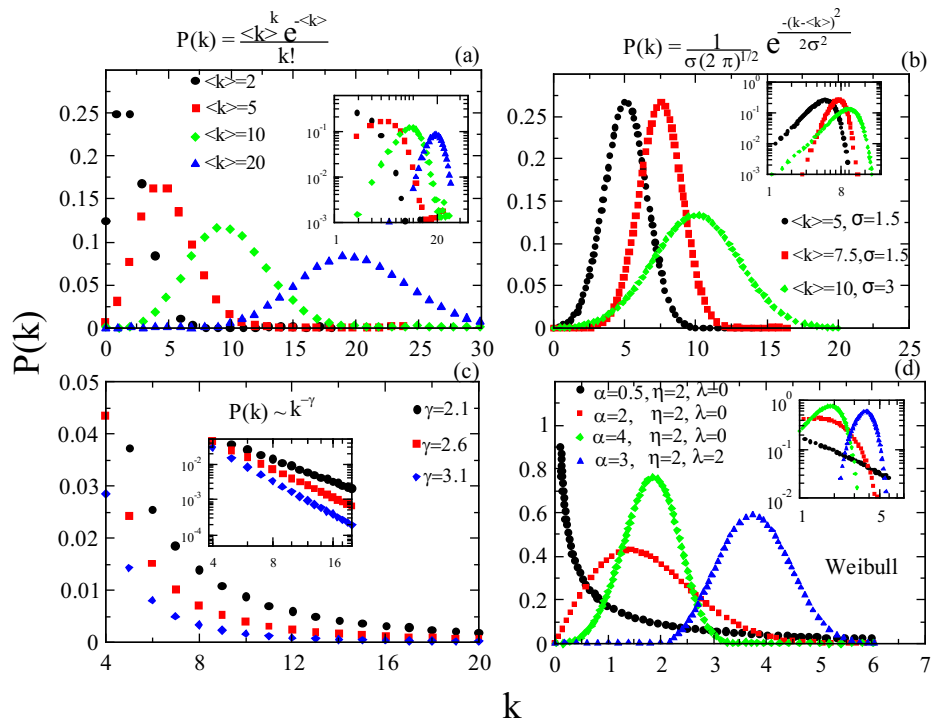 P(k) = <k>^k e^-<k> / k!
P(k) = 1 / σ(2 π)^1/2 e^-(k-<k>)^2 / 2σ^2
(a)
<k>=2
<k>=5
<k>=10
<k>=20
0.25
0.2
0.15
0.1
0.05
0
0 5 10 15 20 25 30
10^-1
10^-2
10^-3
1 20
(b)
0.25
0.2
0.15
0.1
0.05
0
0 5 10 15 20 25
10^0
10^-1
10^-2
10^-3
1 8
<k>=5, σ=1.5
<k>=7.5,σ=1.5
<k>=10, σ=3
P(k)
(c)
P(k) ~ k^-γ
γ=2.1
γ=2.6
γ=3.1
0.05
0.04
0.03
0.02
0.01
0
4 8 12 16 20
10^-2
10^-3
10^-4
4 8 16
(d)
α=0.5, η=2, λ=0
α=2, η=2, λ=0
α=4, η=2, λ=0
α=3, η=2, λ=2
1
0.8
0.6
0.4
0.2
0
0 1 2 3 4 5 6 7
10^0
10^-1
10^-2
1 5
Weibull
k